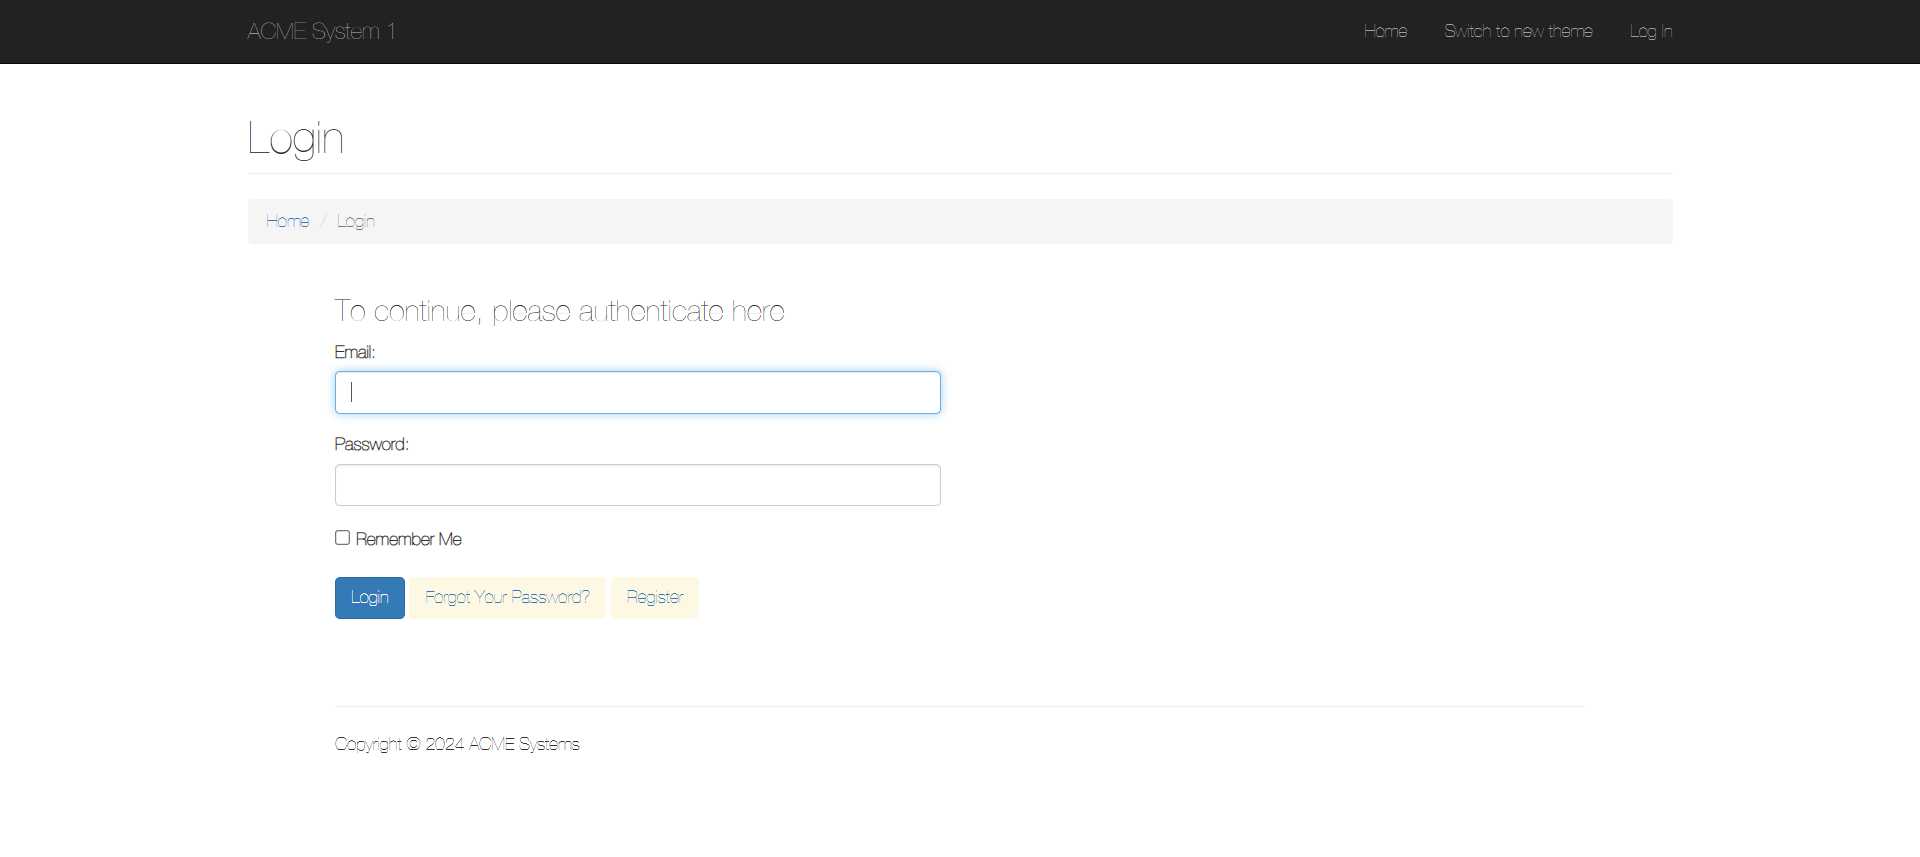 ACME System 1
Home Switch to new theme Log In
Login
Home / Login
To continue, please authenticate here
Email:
Password:
Remember Me
Login Forgot Your Password? Register
Copyright © 2024 ACME Systems